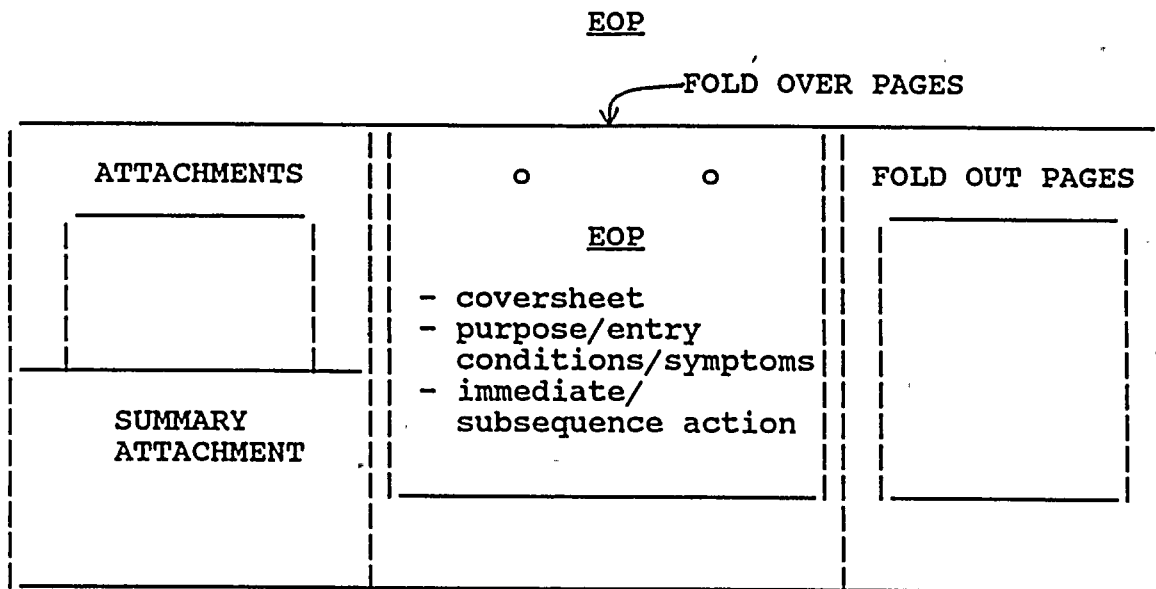 EOP
FOLD OVER PAGES
ATTACHMENTS
FOLD OUT PAGES
EOP
- coversheet
- purpose/entry
conditions/symptoms
- immediate/
subsequence action
SUMMARY
ATTACHMENT